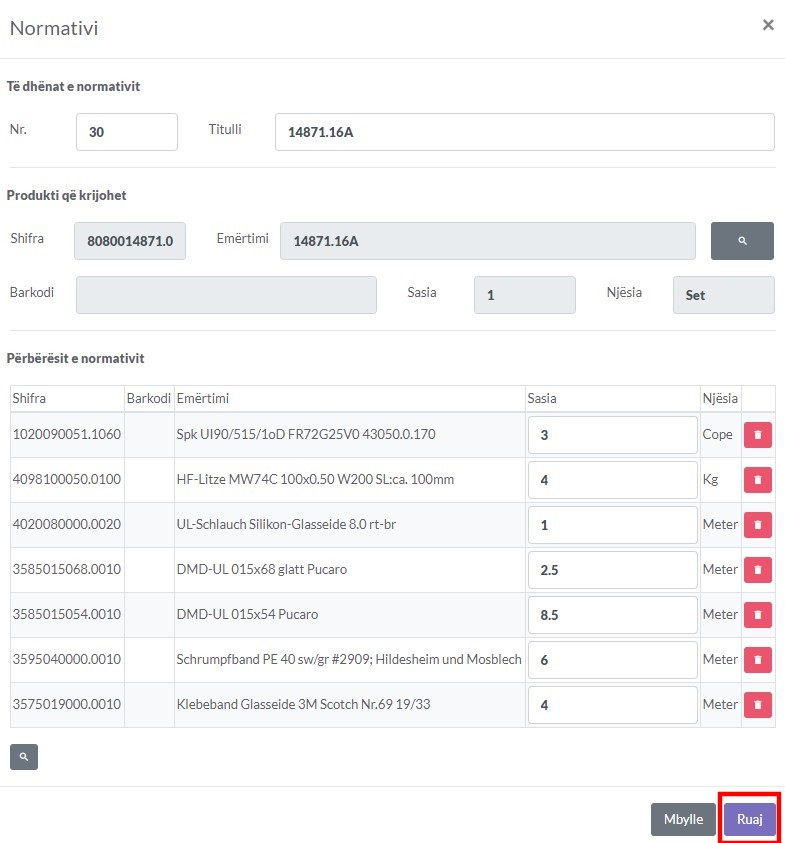 Normativi ×
Të dhënat e normativit
Nr. 30 Titulli 14871.16A
Produkti që krijohet
Shifra 8080014871.0 Emërtimi 14871.16A
Barkodi Sasia 1 Njësia Set
Përbërësit e normativit
Shifra Barkodi Emërtimi Sasia Njësia
1020090051.1060 Spk UI90/515/1oD FR72G25V0 43050.0.170 3 Cope
4098100050.0100 HF-Litze MW74C 100x0.50 W200 SL:ca. 100mm 4 Kg
4020080000.0020 UL-Schlauch Silikon-Glasseide 8.0 rt-br 1 Meter
3585015068.0010 DMD-UL 015x68 glatt Pucaro 2.5 Meter
3585015054.0010 DMD-UL 015x54 Pucaro 8.5 Meter
3595040000.0010 Schrumpfband PE 40 sw/gr #2909; Hildesheim und Mosblech 6 Meter
3575019000.0010 Klebeband Glasseide 3M Scotch Nr.69 19/33 4 Meter
Mbylle Ruaj